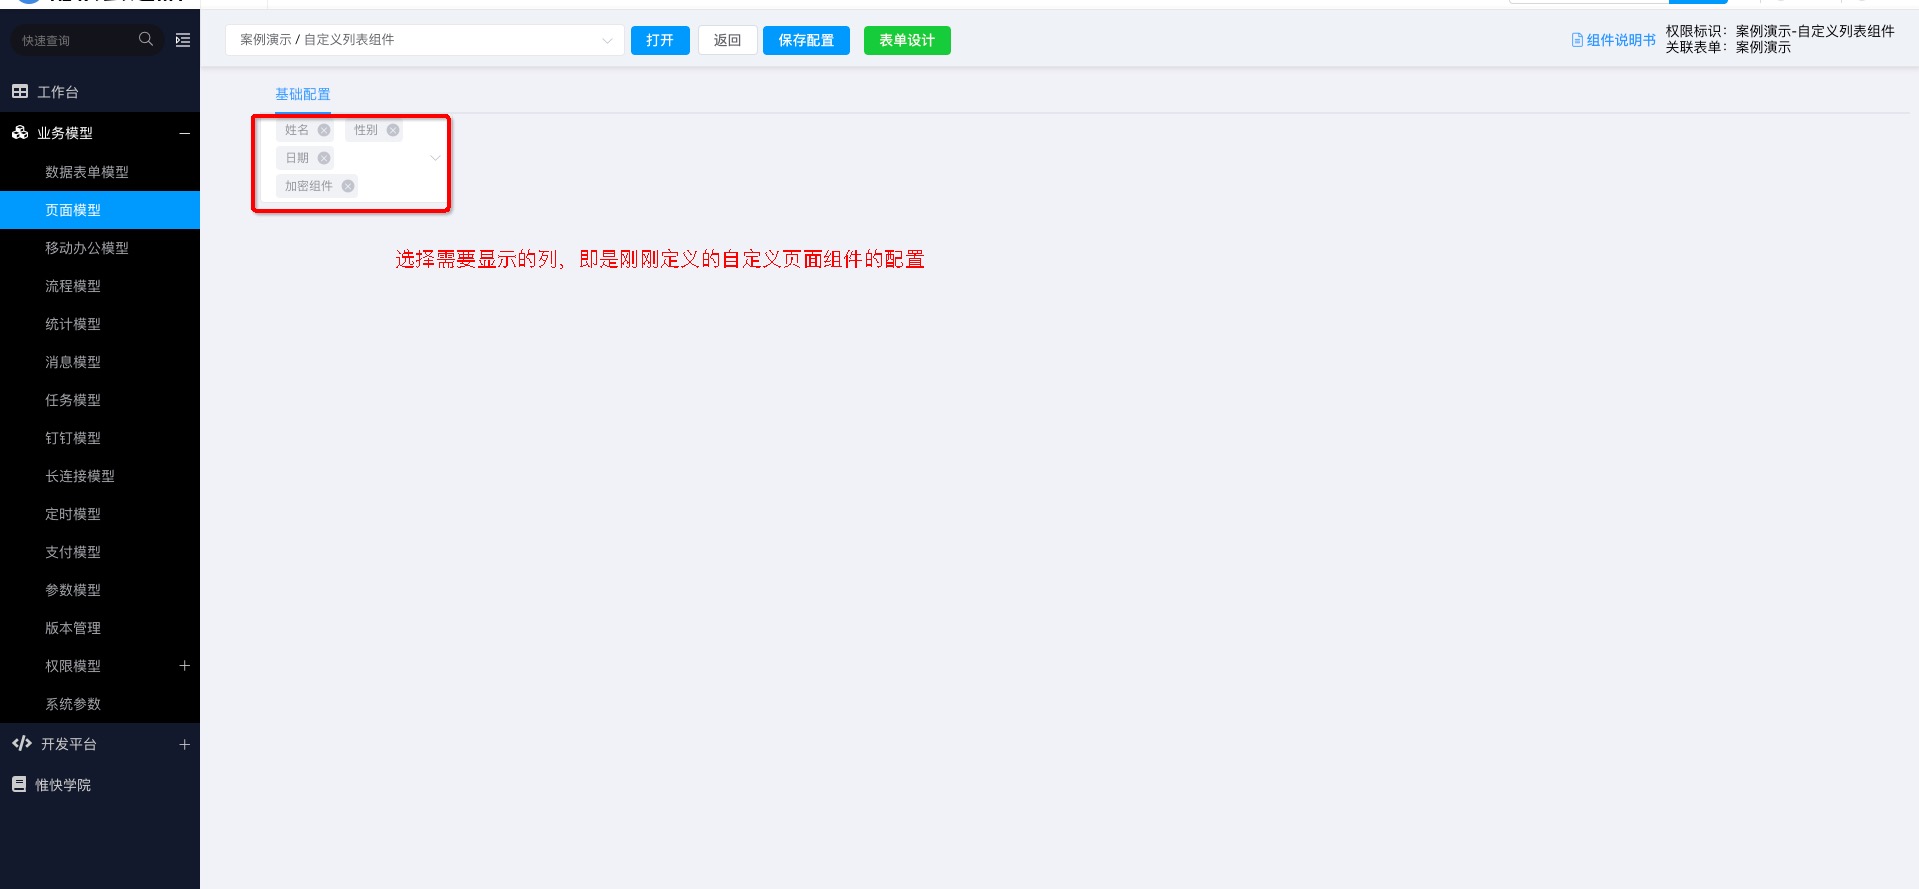 快速查询
案例演示 / 自定义列表组件
打开
返回
保存配置
表单设计
组件说明书
权限标识：案例演示-自定义列表组件
关联表单：案例演示
工作台
业务模型
数据表单模型
页面模型
移动办公模型
流程模型
统计模型
消息模型
任务模型
钉钉模型
长连接模型
定时模型
支付模型
参数模型
版本管理
权限模型
系统参数
开发平台
惟快学院
基础配置
姓名
性别
日期
加密组件
选择需要显示的列，即是刚刚定义的自定义页面组件的配置